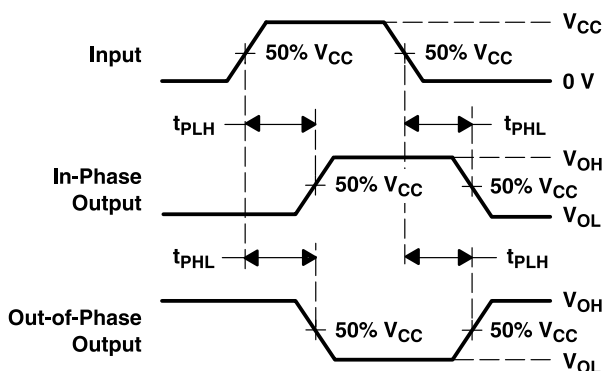 VCC
Input 50% VCC 50% VCC
0 V
tPLH tPHL
VOH
In-Phase
Output
50% VCC 50% VCC
VOL
tPHL tPLH
VOH
Out-of-Phase
Output
50% VCC 50% VCC
VOL